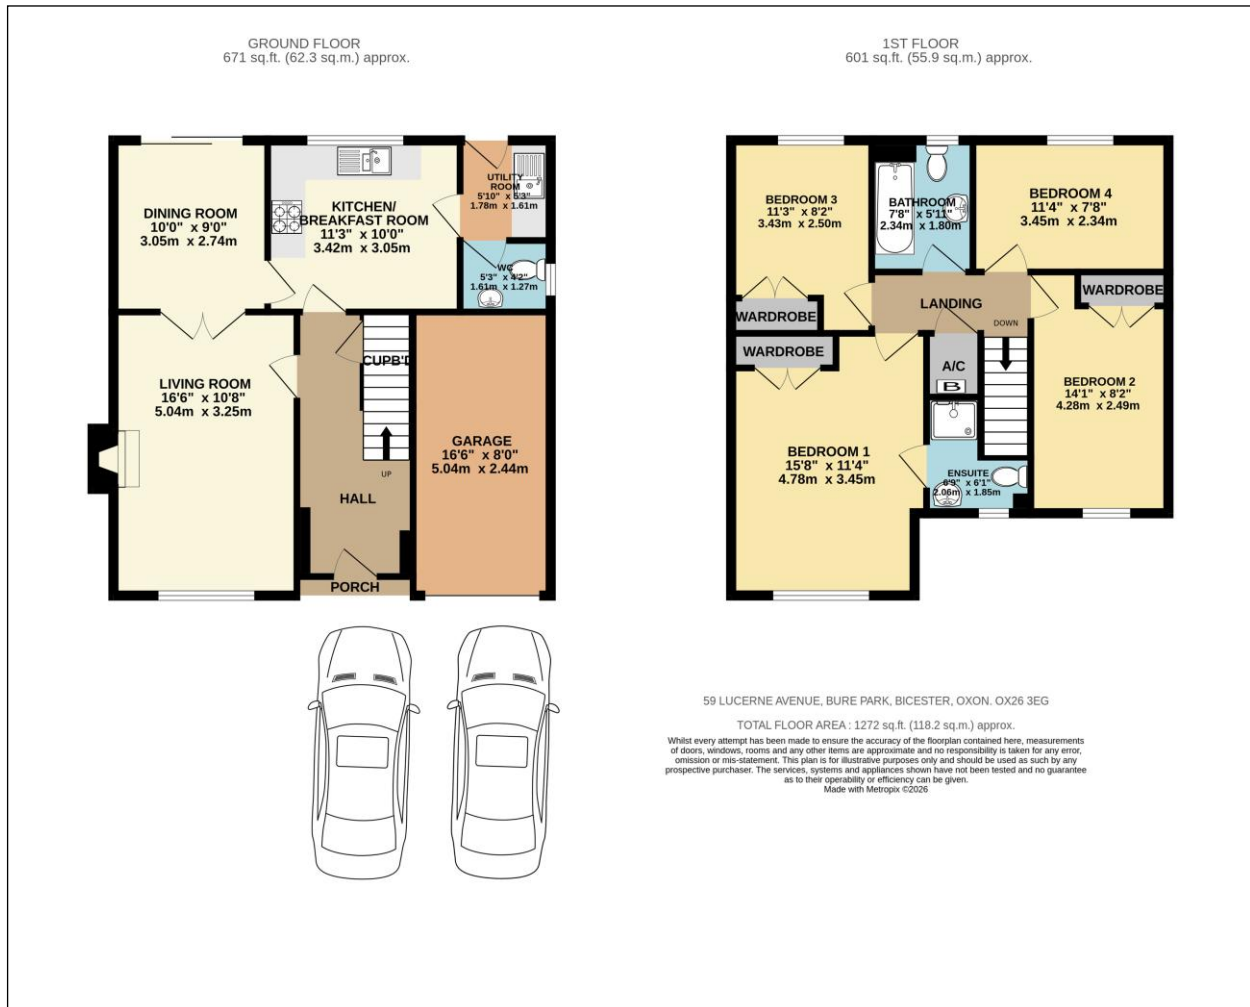 GROUND FLOOR
671 sq.ft. (62.3 sq.m.) approx.
DINING ROOM
10'0" x 9'0"
3.05m x 2.74m
KITCHEN/
BREAKFAST ROOM
11'3" x 10'0"
3.42m x 3.05m
UTILITY
ROOM
5'10" x 5'3"
1.78m x 1.61m
WC
5'3" x 4'2"
1.61m x 1.27m
LIVING ROOM
16'6" x 10'8"
5.04m x 3.25m
CUPB'D
UP
HALL
GARAGE
16'6" x 8'0"
5.04m x 2.44m
PORCH
1ST FLOOR
601 sq.ft. (55.9 sq.m.) approx.
BEDROOM 3
11'3" x 8'2"
3.43m x 2.50m
BATHROOM
7'8" x 5'11"
2.34m x 1.80m
BEDROOM 4
11'4" x 7'8"
3.45m x 2.34m
WARDROBE
LANDING
DOWN
WARDROBE
WARDROBE
A/C
B
BEDROOM 2
14'1" x 8'2"
4.28m x 2.49m
BEDROOM 1
15'8" x 11'4"
4.78m x 3.45m
ENSUITE
6'9" x 6'1"
2.06m x 1.85m
59 LUCERNE AVENUE, BURE PARK, BICESTER, OXON. OX26 3EG
TOTAL FLOOR AREA : 1272 sq.ft. (118.2 sq.m.) approx.
Whilst every attempt has been made to ensure the accuracy of the floorplan contained here, measurements
of doors, windows, rooms and any other items are approximate and no responsibility is taken for any error,
omission or mis-statement. This plan is for illustrative purposes only and should be used as such by any
prospective purchaser. The services, systems and appliances shown have not been tested and no guarantee
as to their operability or efficiency can be given.
Made with Metropix ©2026